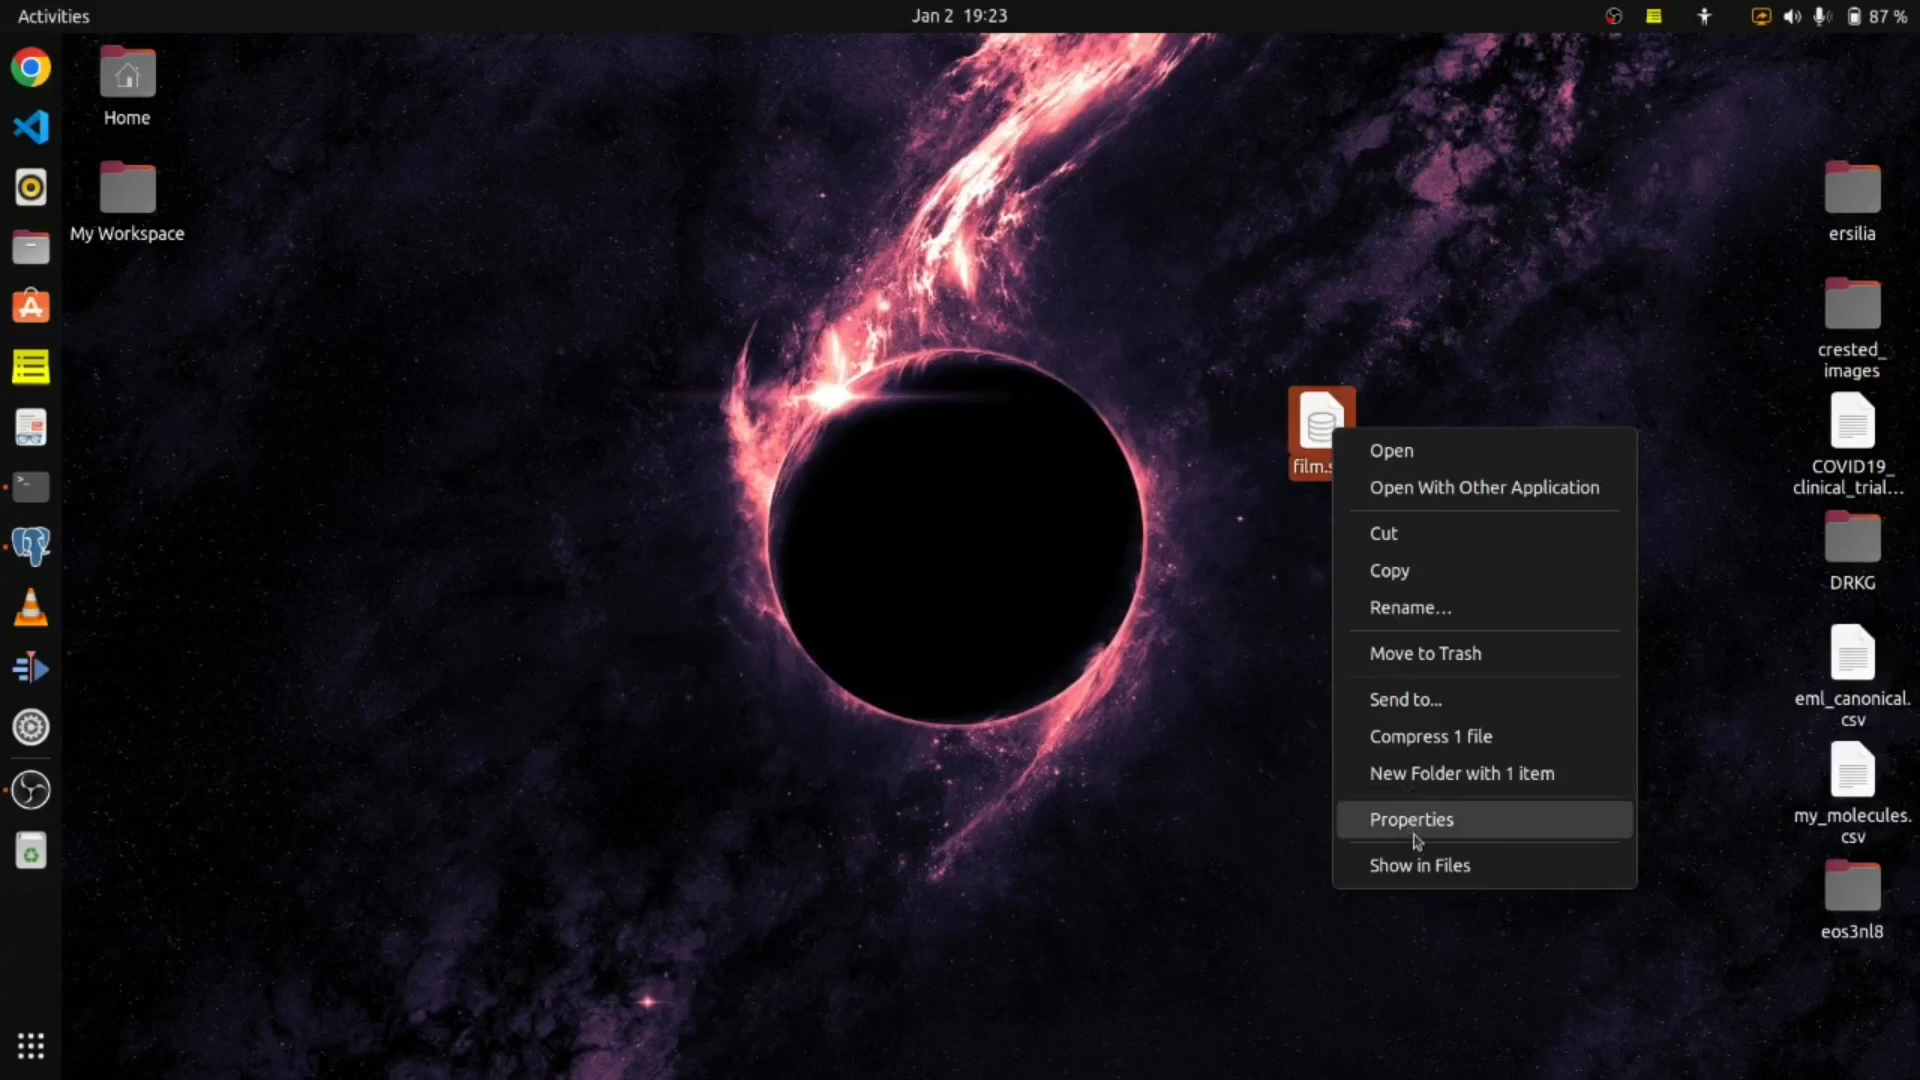 Activities
Jan 2 19:23
87 %
Home
My Workspace
ersilia
crested_
images
COVID19_
clinical_trial...
DRKG
eml_canonical.
csv
my_molecules.
csv
eos3nl8
film.s
Open
Open With Other Application
Cut
Copy
Rename...
Move to Trash
Send to...
Compress 1 file
New Folder with 1 item
Properties
Show in Files